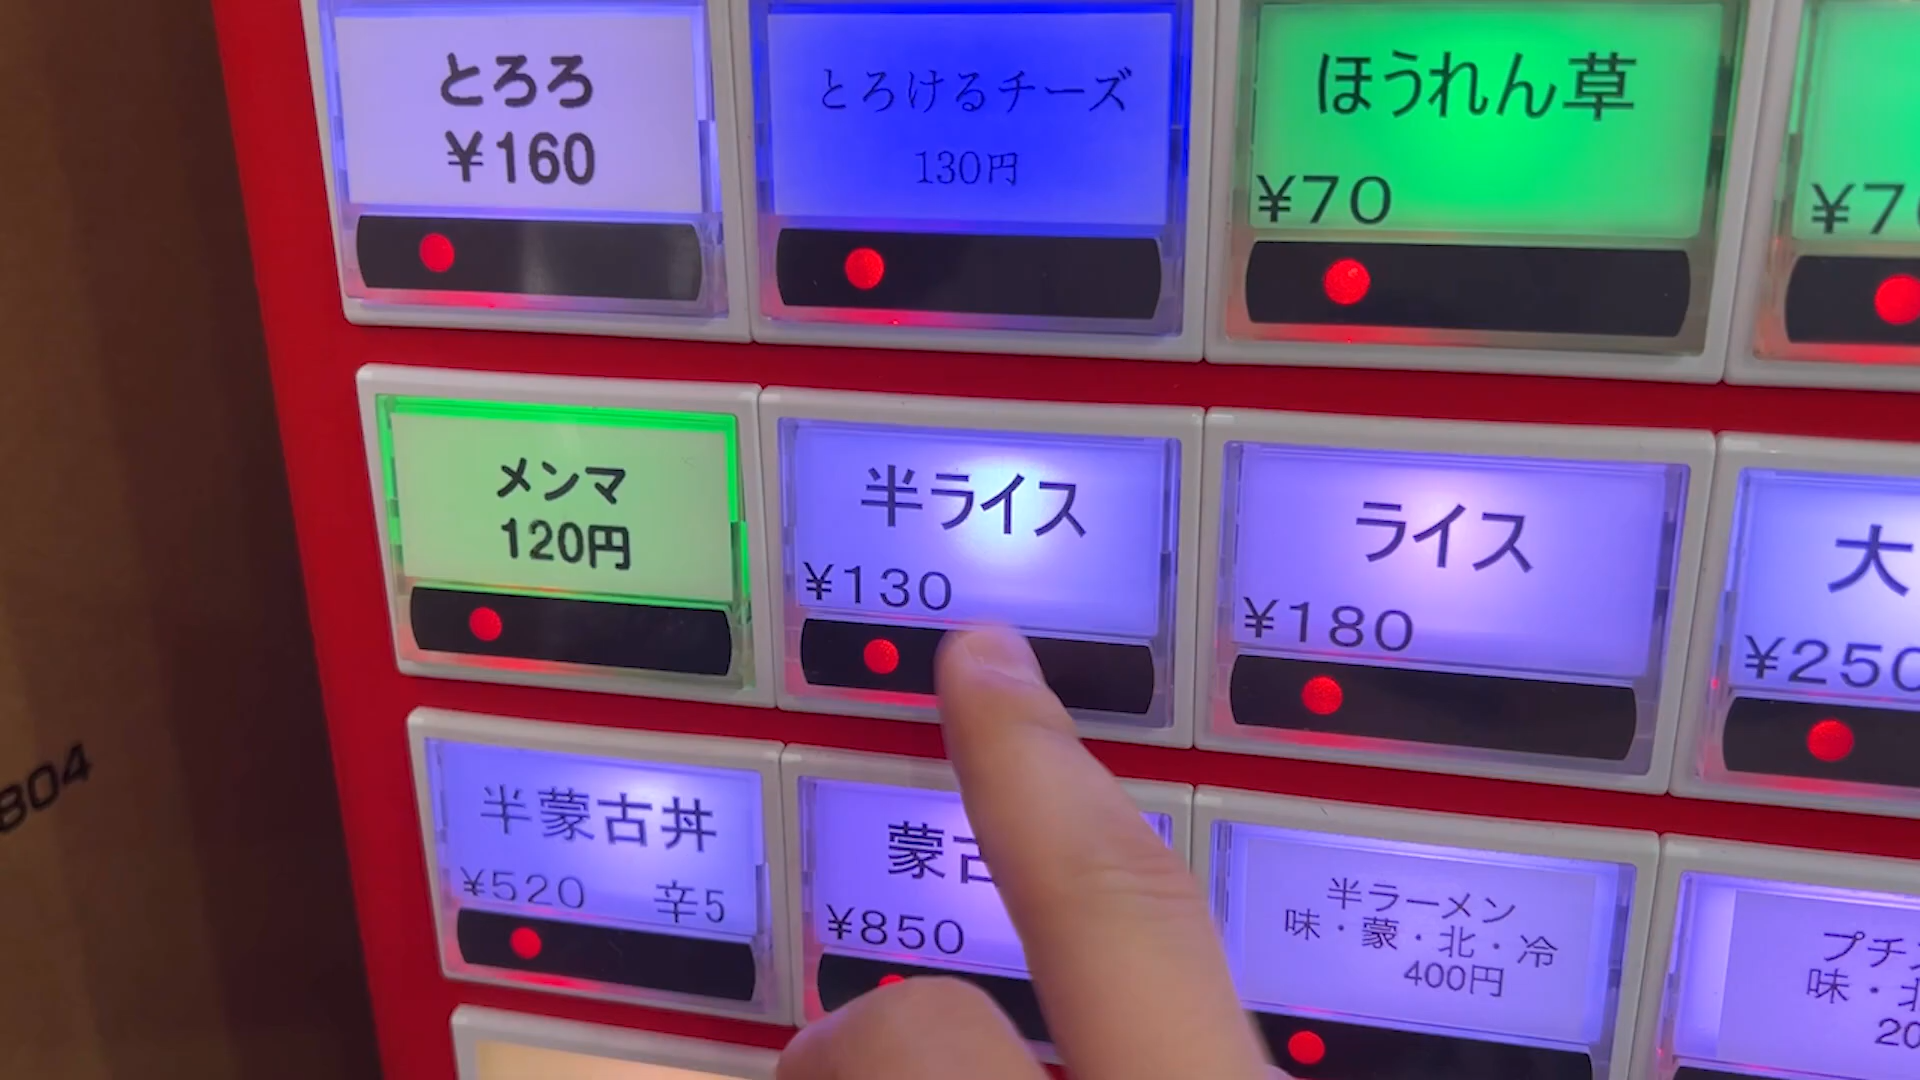 とろろ
¥160
とろけるチーズ
130円
ほうれん草
¥70
メンマ
120円
半ライス
¥130
ライス
¥180
大
¥250
半蒙古丼
¥520 辛5
蒙古
¥850
半ラーメン
味・蒙・北・冷
400円
プチ
味・北
804